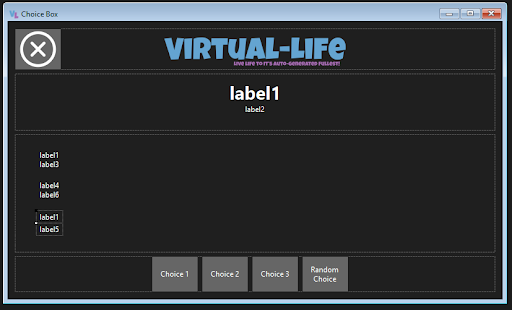 Choice Box
VIRTUAL-LIFE
LIVE LIFE TO IT'S AUTO-GENERATED FULLEST!
label1
label2
label1
label3
label4
label6
label1
label5
Choice 1
Choice 2
Choice 3
Random
Choice